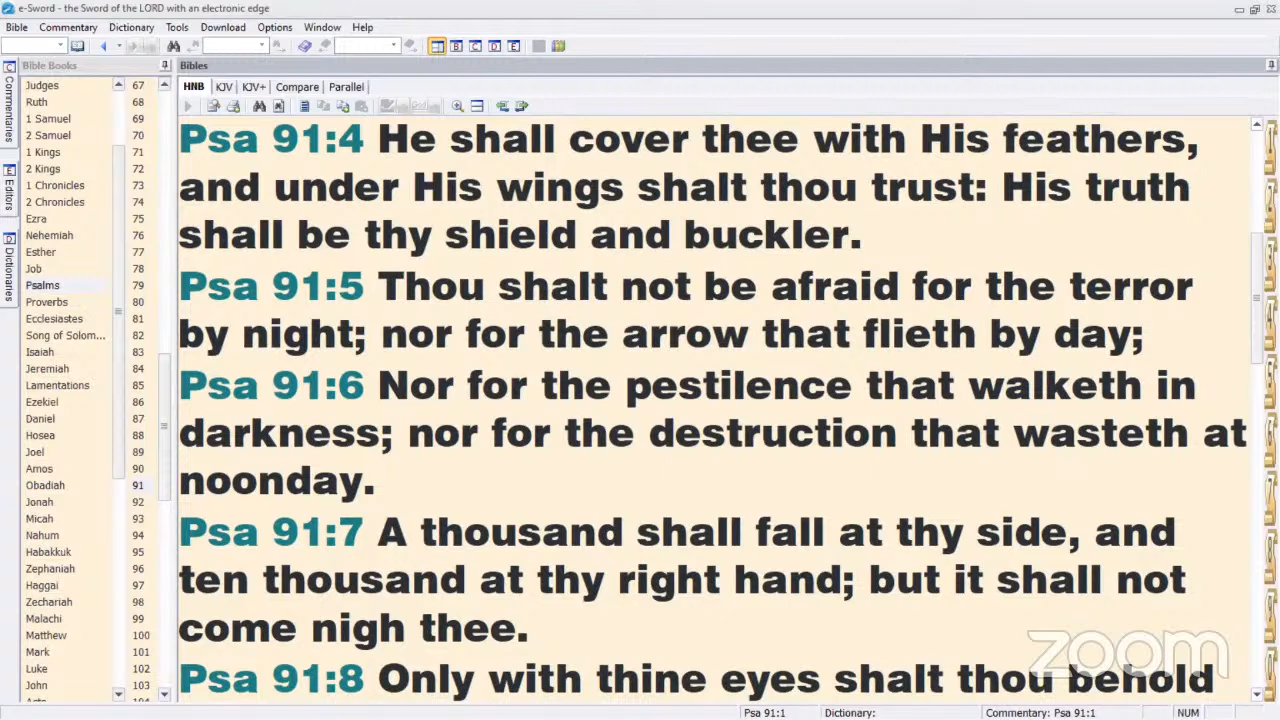 e-Sword - the Sword of the LORD with an electronic edge
Bible Commentary Dictionary Tools Download Options Window Help
B C D E
Bible Books
Bibles
C Commentaries
E Editors
D Dictionaries
Judges 67
Ruth 68
1 Samuel 69
2 Samuel 70
1 Kings 71
2 Kings 72
1 Chronicles 73
2 Chronicles 74
Ezra 75
Nehemiah 76
Esther 77
Job 78
Psalms 79
Proverbs 80
Ecclesiastes 81
Song of Solom... 82
Isaiah 83
Jeremiah 84
Lamentations 85
Ezekiel 86
Daniel 87
Hosea 88
Joel 89
Amos 90
Obadiah 91
Jonah 92
Micah 93
Nahum 94
Habakkuk 95
Zephaniah 96
Haggai 97
Zechariah 98
Malachi 99
Matthew 100
Mark 101
Luke 102
John 103
HNB KJV KJV+ Compare Parallel
Psa 91:4 He shall cover thee with His feathers,
and under His wings shalt thou trust: His truth
shall be thy shield and buckler.
Psa 91:5 Thou shalt not be afraid for the terror
by night; nor for the arrow that flieth by day;
Psa 91:6 Nor for the pestilence that walketh in
darkness; nor for the destruction that wasteth at
noonday.
Psa 91:7 A thousand shall fall at thy side, and
ten thousand at thy right hand; but it shall not
come nigh thee.
Psa 91:8 Only with thine eyes shalt thou behold
zoom
Psa 91:1 Dictionary: Commentary: Psa 91:1 NUM